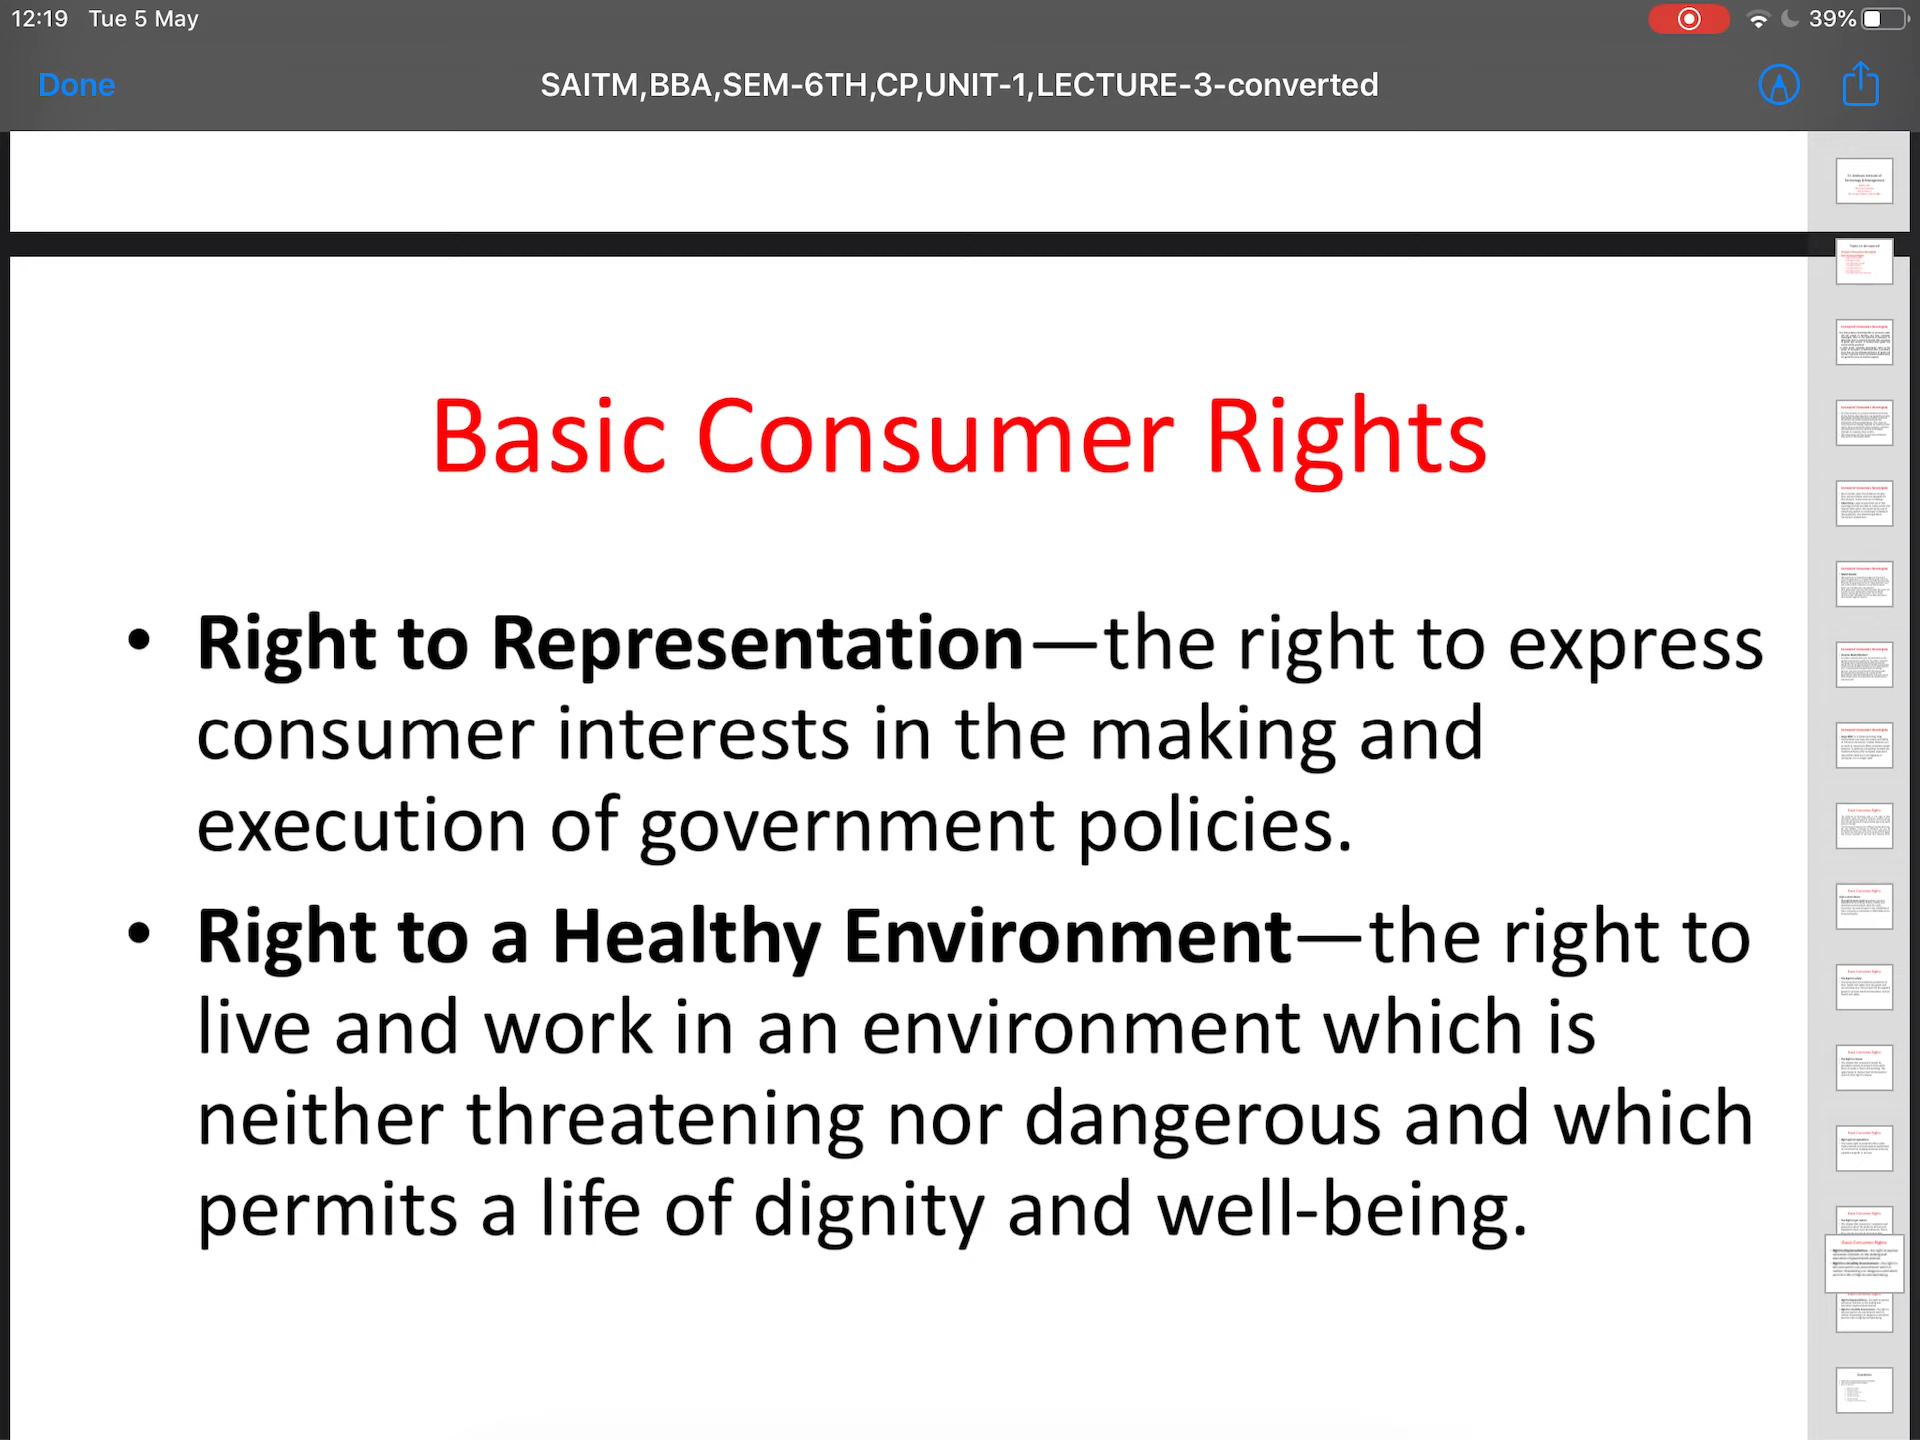 12:19 Tue 5 May
39%
Done
SAITM,BBA,SEM-6TH,CP,UNIT-1,LECTURE-3-converted
Basic Consumer Rights
• Right to Representation—the right to express
consumer interests in the making and
execution of government policies.
• Right to a Healthy Environment—the right to
live and work in an environment which is
neither threatening nor dangerous and which
permits a life of dignity and well-being.